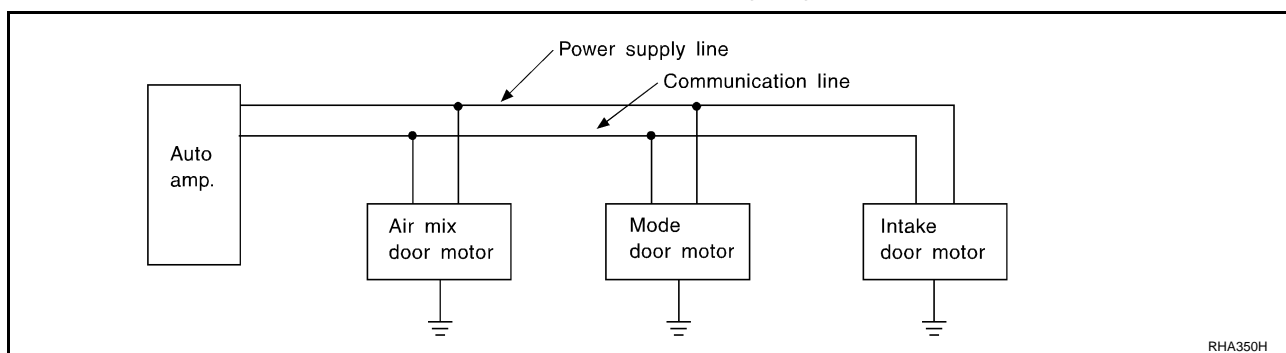 Power supply line
Communication line
Auto
amp.
Air mix
door motor
Mode
door motor
Intake
door motor
RHA350H